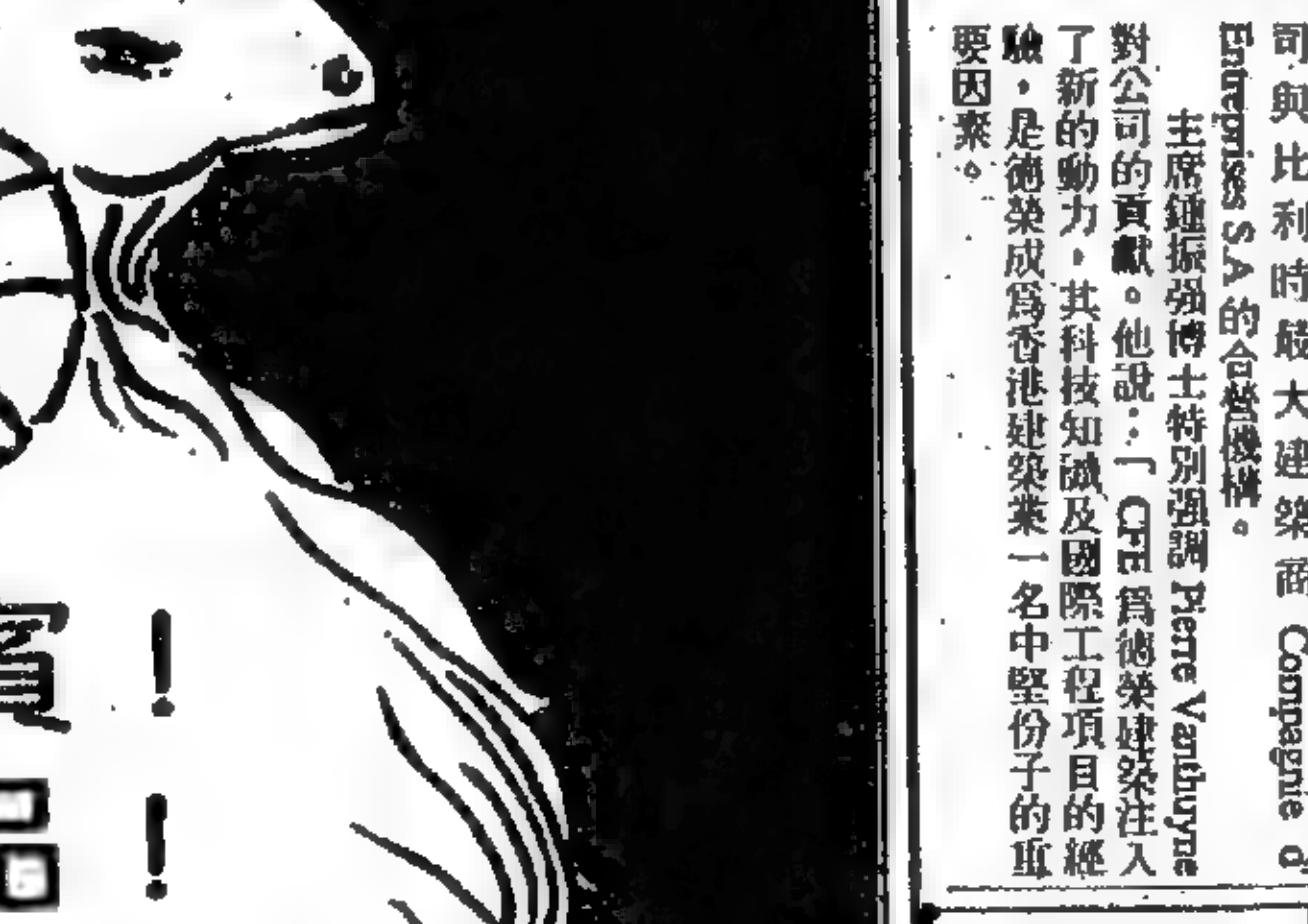 司與比利時最大建築商 Compagnie d'
Entreprises S.A 的合營機構。
主席鍾振强博士特別强調 Pierre Vanthuyne
對公司的貢獻。他說：「CFE 爲德榮建築注入
了新的動力，其科技知識及國際工程項目的經
驗，是德榮成爲香港建築業一名中堅份子的重
要因素。
！
！